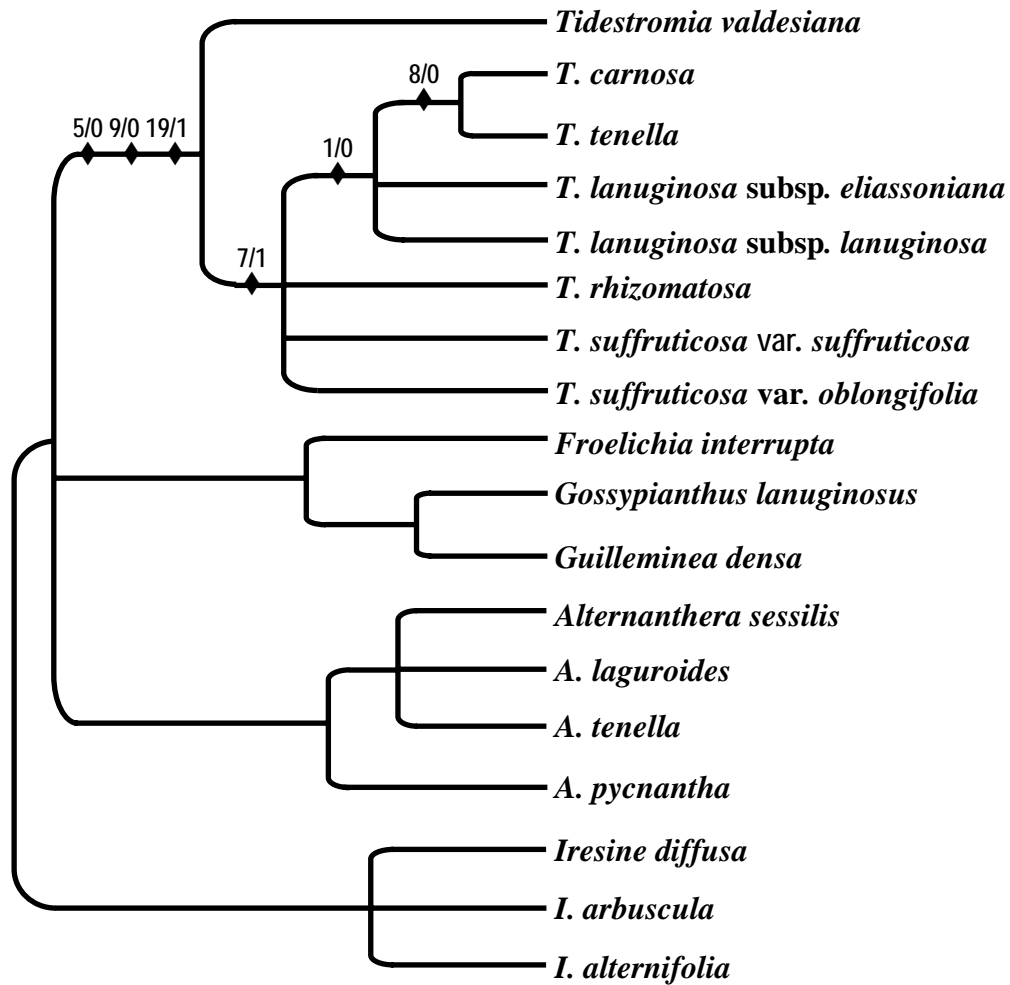 Tidestromia valdesiana
8/0
T. carnosa
5/0 9/0 19/1
T. tenella
1/0
T. lanuginosa subsp. eliassoniana
T. lanuginosa subsp. lanuginosa
7/1
T. rhizomatosa
T. suffruticosa var. suffruticosa
T. suffruticosa var. oblongifolia
Froelichia interrupta
Gossypianthus lanuginosus
Guilleminea densa
Alternanthera sessilis
A. laguroides
A. tenella
A. pycnantha
Iresine diffusa
I. arbuscula
I. alternifolia